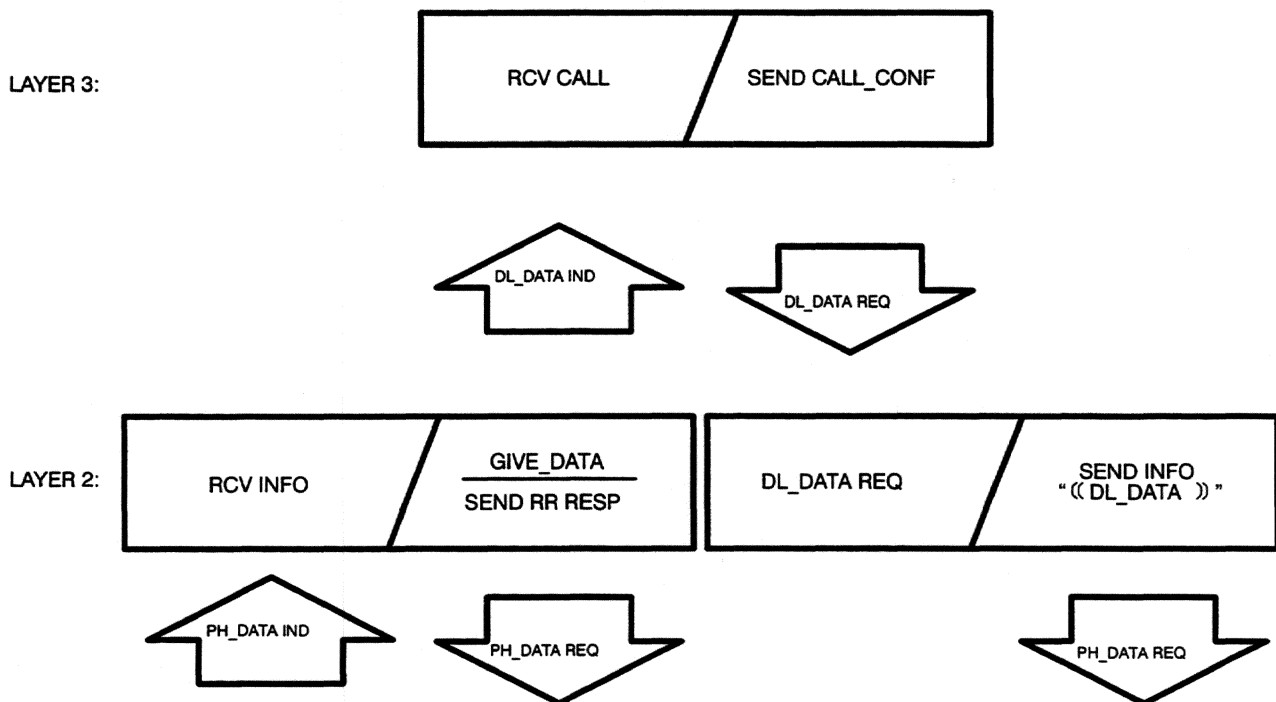 LAYER 3:
RCV CALL
SEND CALL_CONF
DL_DATA IND
DL_DATA REQ
LAYER 2:
RCV INFO
GIVE_DATA
SEND RR RESP
DL_DATA REQ
SEND INFO
“ (( DL_DATA )) ”
PH_DATA IND
PH_DATA REQ
PH_DATA REQ